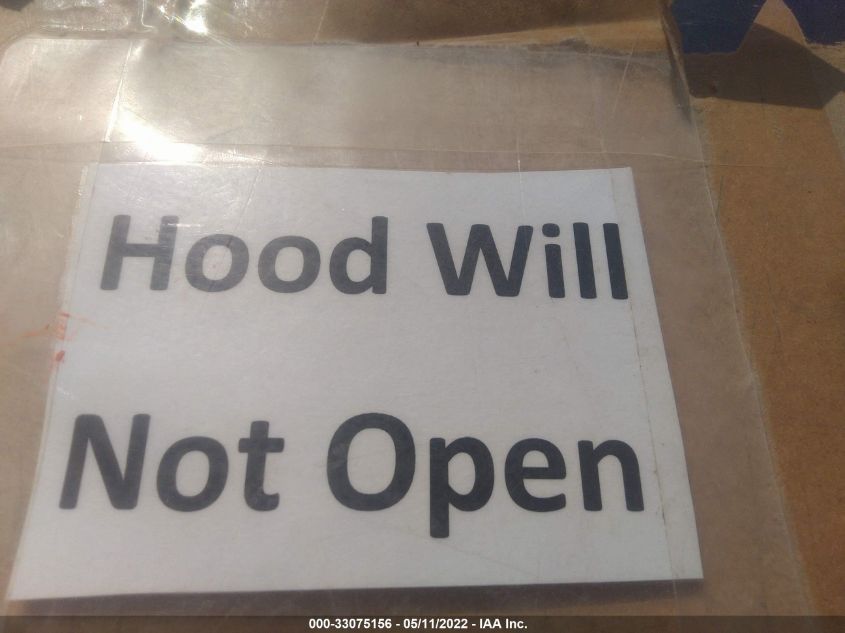 Hood Will
Not Open
000-33075156 - 05/11/2022 - IAA Inc.